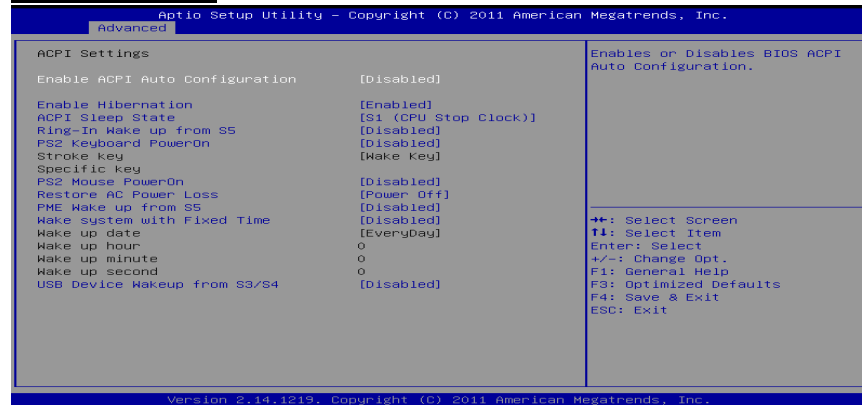 Aptio Setup Utility – Copyright (C) 2011 American Megatrends, Inc.
Advanced
ACPI Settings
Enable ACPI Auto Configuration [Disabled]
Enable Hibernation [Enabled]
ACPI Sleep State [S1 (CPU Stop Clock)]
Ring-In Wake up from S5 [Disabled]
PS2 Keyboard PowerOn [Disabled]
Stroke key [Wake Key]
Specific key
PS2 Mouse PowerOn [Disabled]
Restore AC Power Loss [Power Off]
PME Wake up from S5 [Disabled]
Wake system with Fixed Time [Disabled]
Wake up date [EveryDay]
Wake up hour 0
Wake up minute 0
Wake up second 0
USB Device Wakeup from S3/S4 [Disabled]
Enables or Disables BIOS ACPI
Auto Configuration.
→←: Select Screen
↑↓: Select Item
Enter: Select
+/-: Change Opt.
F1: General Help
F3: Optimized Defaults
F4: Save & Exit
ESC: Exit
Version 2.14.1219. Copyright (C) 2011 American Megatrends, Inc.